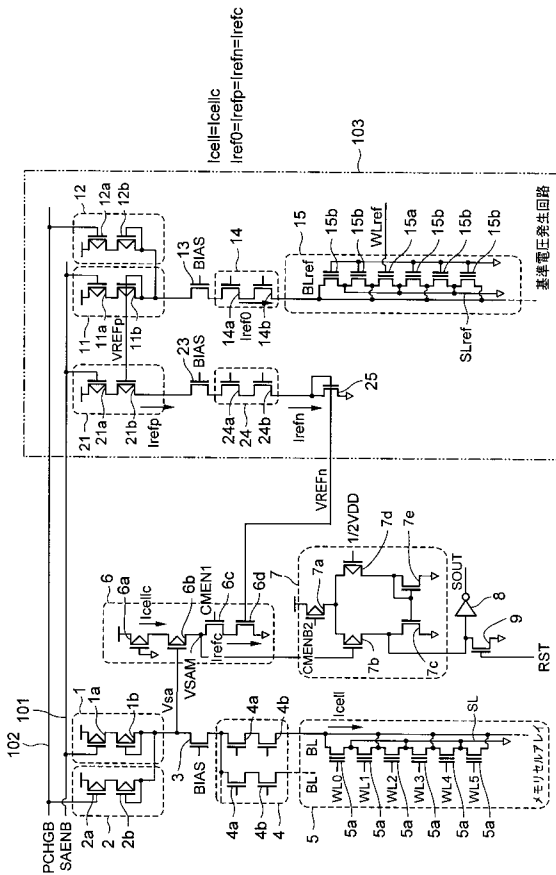 PCHGB
SAENB
102
101
1
1a
1b
2
2a
2b
Vsa
3
BIAS
4
4a
4b
4a
4b
BL
BL
Icell
5
WL0
WL1
WL2
WL3
WL4
WL5
5a
5a
5a
5a
5a
5a
SL
メモリセルアレイ
6
6a
Icellc
6b
VSAM
CMEN1
6c
Irefc
6d
7
CMENB2
7a
7b
7c
1/2VDD
7d
7e
SOUT
8
9
RST
VREFn
21
21a
21b
Irefp
23
BIAS
24a
24b
24
Irefn
25
VREFp
11
11a
11b
12
12a
12b
13
BIAS
14
14a
14b
Iref0
15
BLref
15b
15b
15a
15b
15b
15b
WLref
SLref
基準電圧発生回路
103
Icell=Icellc
Iref0=Irefp=Irefn=Irefc